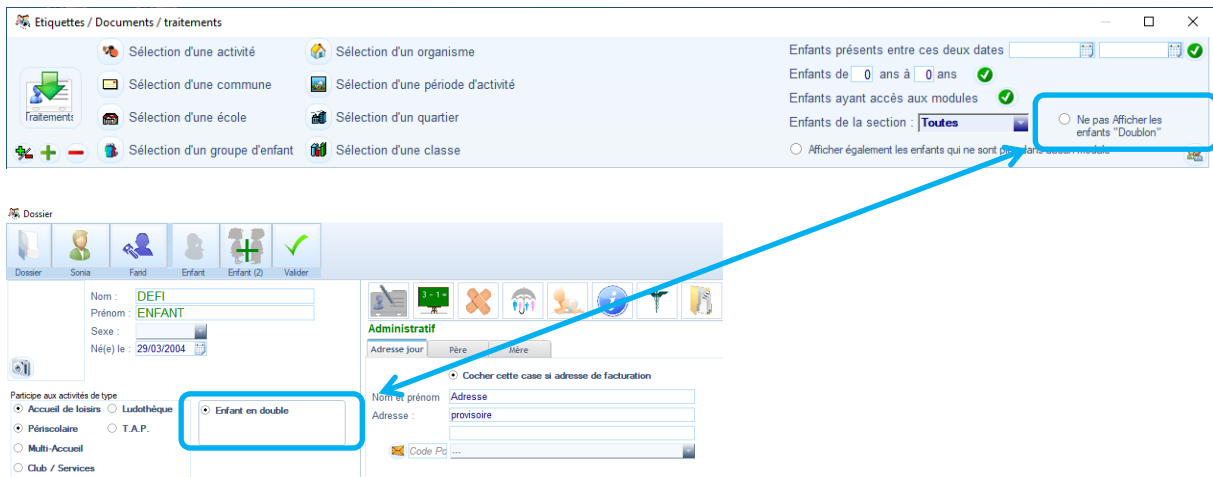 Etiquettes / Documents / traitements
Sélection d'une activité
Sélection d'un organisme
Enfants présents entre ces deux dates
Sélection d'une commune
Sélection d'une période d'activité
Enfants de 0 ans à 0 ans
Enfants ayant accès aux modules
Traitements
Sélection d'une école
Sélection d'un quartier
Enfants de la section : Toutes
Ne pas Afficher les
enfants "Doublon"
Sélection d'un groupe d'enfant
Sélection d'une classe
Afficher également les enfants qui ne sont plus dans aucun module
Dossier
Dossier
Sonia
Farid
Enfant
Enfant (2)
Valider
Nom : DEFI
Prénom : ENFANT
Sexe :
Né(e) le : 29/03/2004
3 - 1 =
Administratif
Adresse jour
Père
Mère
Cocher cette case si adresse de facturation
Nom et prénom Adresse
Adresse : provisoire
Code Po ...
Participe aux activités de type
Accueil de loisirs
Ludothèque
Enfant en double
Périscolaire
T.A.P.
Multi-Accueil
Club / Services